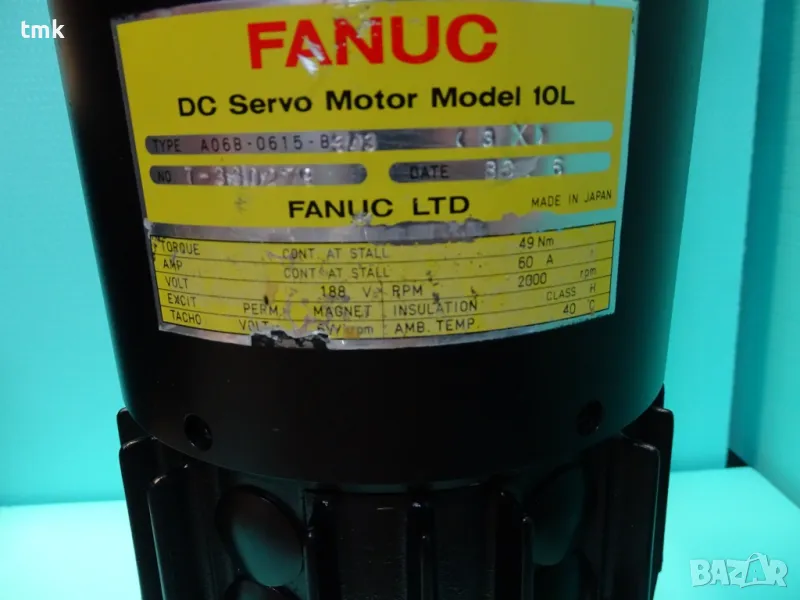 tmk
FANUC
DC Servo Motor Model 10L
TYPE A06B-0615-B
NO DATE
FANUC LTD MADE IN JAPAN
TORQUE CONT. AT STALL 49 Nm
AMP CONT AT STALL 60 A
VOLT 188 V RPM 2000 rpm
EXCIT PERM. MAGNET INSULATION CLASS H
TACHO VOLT AMB. TEMP. 40 °C
BAZAR